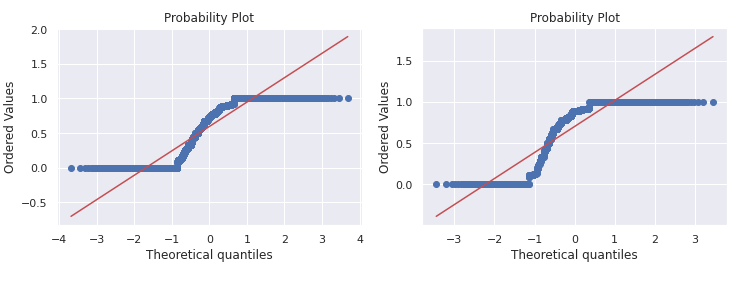 Probability Plot
Ordered Values
2.0
1.5
1.0
0.5
0.0
−0.5
−4 −3 −2 −1 0 1 2 3 4
Theoretical quantiles
Probability Plot
Ordered Values
1.5
1.0
0.5
0.0
−3 −2 −1 0 1 2 3
Theoretical quantiles